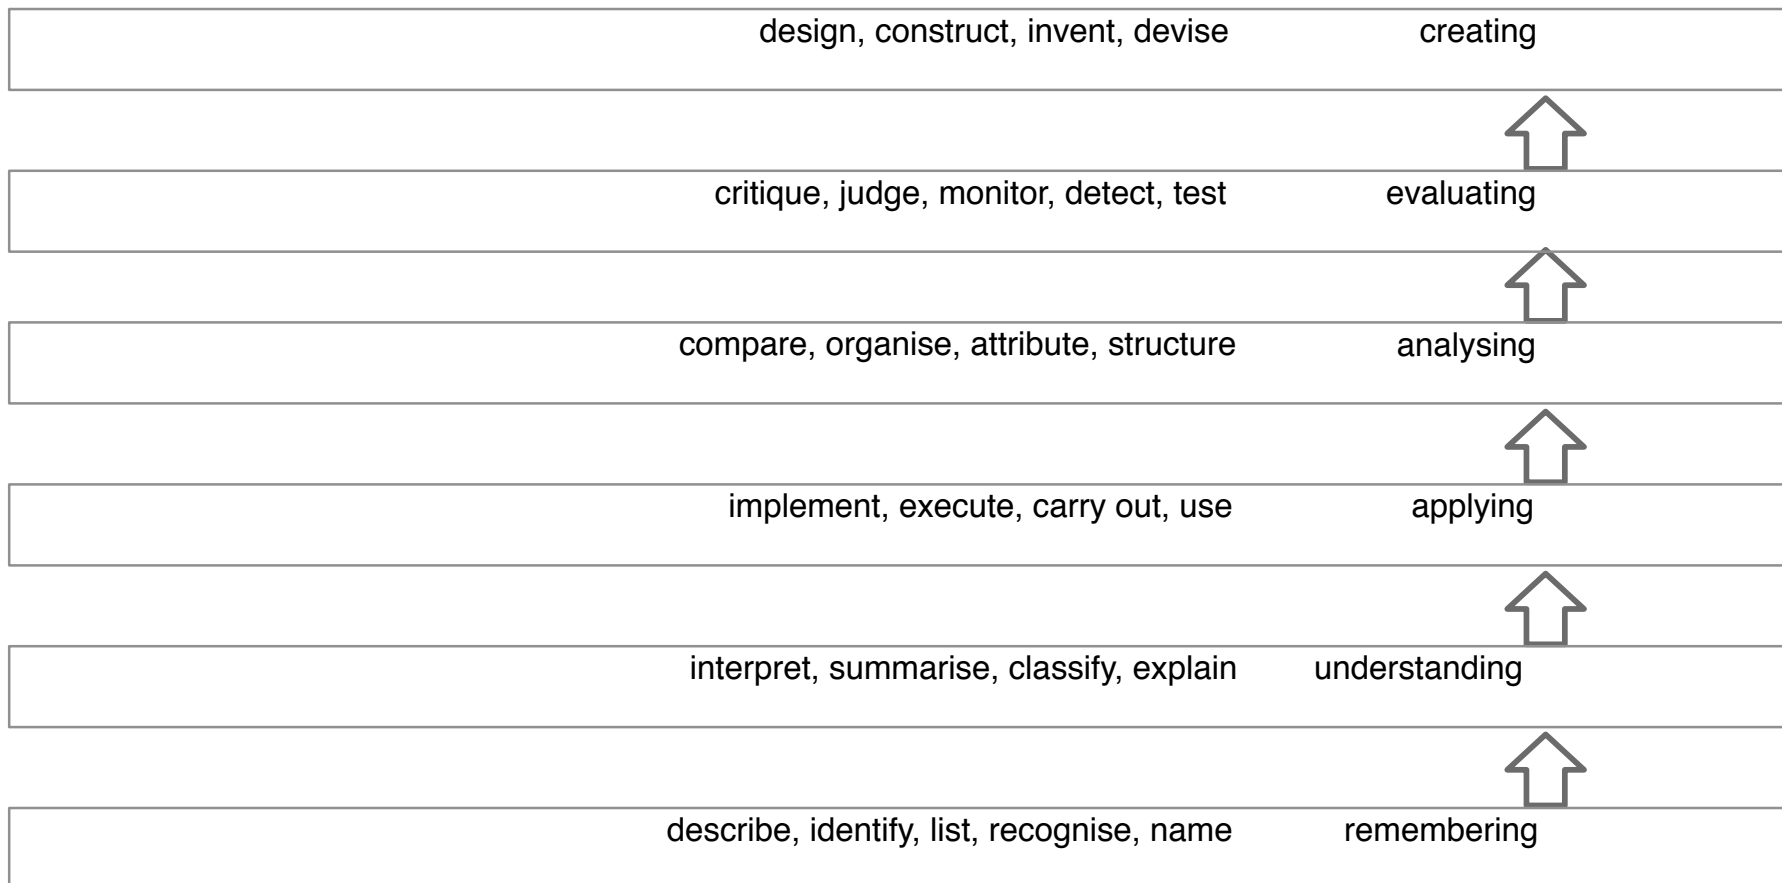 design, construct, invent, devise creating
critique, judge, monitor, detect, test evaluating
compare, organise, attribute, structure analysing
implement, execute, carry out, use applying
interpret, summarise, classify, explain understanding
describe, identify, list, recognise, name remembering